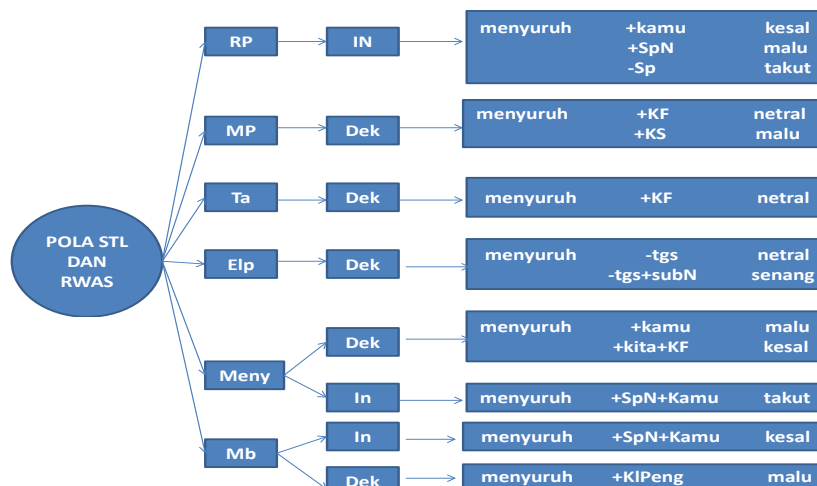 POLA STL
DAN
RWAS
RP
IN
menyuruh +kamu kesal
+SpN malu
-Sp takut
MP
Dek
menyuruh +KF netral
+KS malu
Ta
Dek
menyuruh +KF netral
Elp
Dek
menyuruh -tgs netral
-tgs+subN senang
Meny
Dek
menyuruh +kamu malu
+kita+KF kesal
In
menyuruh +SpN+Kamu takut
Mb
In
menyuruh +SpN+Kamu kesal
Dek
menyuruh +KlPeng malu